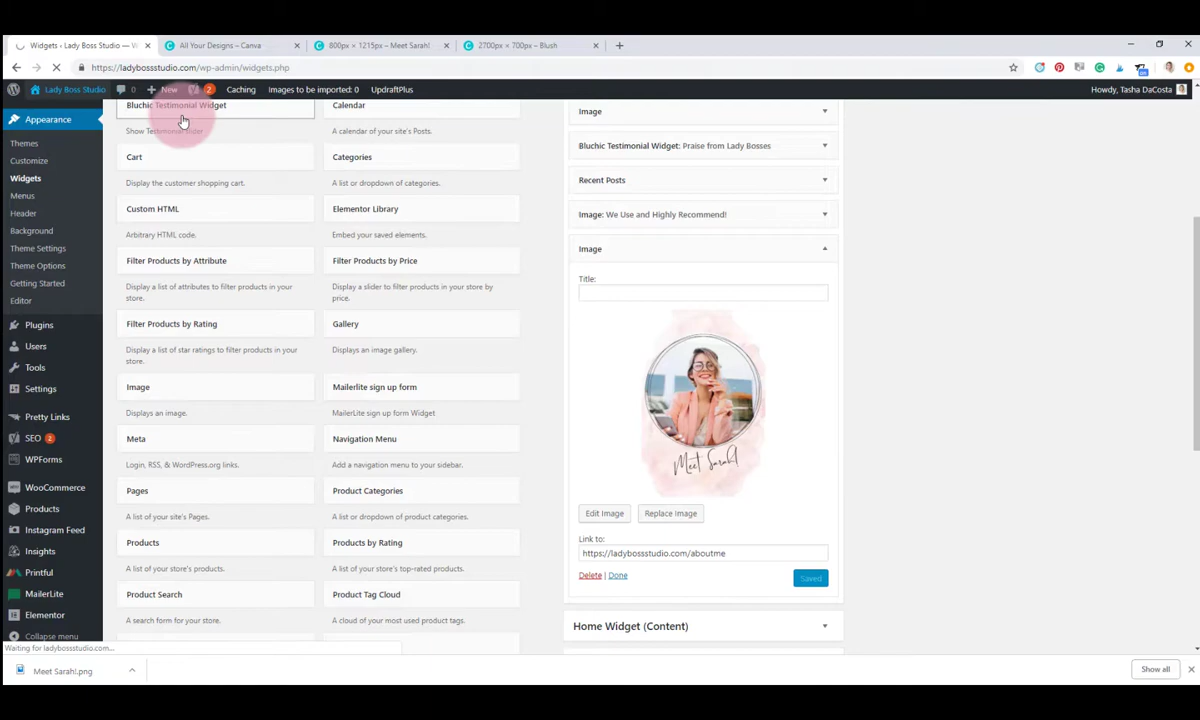 Widgets ‹ Lady Boss Studio — W
All Your Designs – Canva
800px × 1215px – Meet Sarah!
2700px × 700px – Blush
https://ladybossstudio.com/wp-admin/widgets.php
Lady Boss Studio
0
New
2
Caching
Images to be imported: 0
UpdraftPlus
Howdy, Tasha DaCosta
Appearance
Themes
Customize
Widgets
Menus
Header
Background
Theme Settings
Theme Options
Getting Started
Editor
Plugins
Users
Tools
Settings
Pretty Links
SEO 2
WPForms
WooCommerce
Products
Instagram Feed
Insights
Printful
MailerLite
Elementor
Collapse menu
Bluchic Testimonial Widget
Show Testimonial slider
Calendar
A calendar of your site's Posts.
Cart
Display the customer shopping cart.
Categories
A list or dropdown of categories.
Custom HTML
Arbitrary HTML code.
Elementor Library
Embed your saved elements.
Filter Products by Attribute
Display a list of attributes to filter products in your
store.
Filter Products by Price
Display a slider to filter products in your store by
price.
Filter Products by Rating
Display a list of star ratings to filter products in your
store.
Gallery
Displays an image gallery.
Image
Displays an image.
Mailerlite sign up form
MailerLite sign up form Widget
Meta
Login, RSS, & WordPress.org links.
Navigation Menu
Add a navigation menu to your sidebar.
Pages
A list of your site's Pages.
Product Categories
A list or dropdown of product categories.
Products
A list of your store's products.
Products by Rating
A list of your store's top-rated products.
Product Search
A search form for your store.
Product Tag Cloud
A cloud of your most used product tags.
Image
Bluchic Testimonial Widget: Praise from Lady Bosses
Recent Posts
Image: We Use and Highly Recommend!
Image
Title:
Meet Sarah!
Edit Image
Replace Image
Link to:
https://ladybossstudio.com/aboutme
Delete | Done
Saved
Home Widget (Content)
Waiting for ladybossstudio.com...
Meet Sarah!.png
Show all